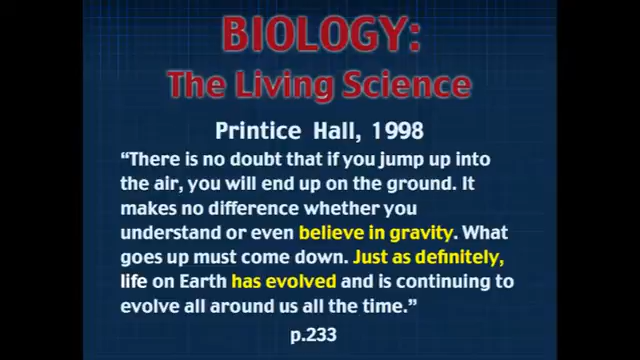 BIOLOGY:
The Living Science
Printice Hall, 1998
“There is no doubt that if you jump up into
the air, you will end up on the ground. It
makes no difference whether you
understand or even believe in gravity. What
goes up must come down. Just as definitely,
life on Earth has evolved and is continuing to
evolve all around us all the time.”
p.233